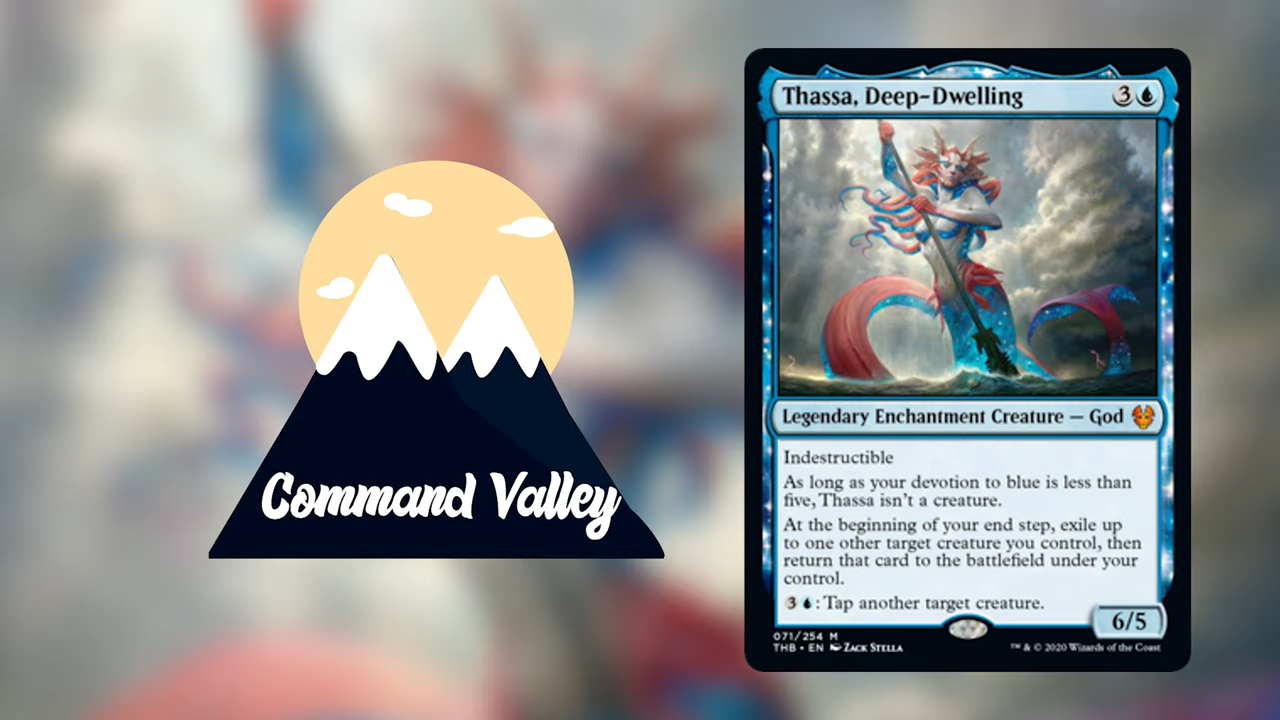 Command Valley
Thassa, Deep-Dwelling
3
Legendary Enchantment Creature — God
Indestructible
As long as your devotion to blue is less than
five, Thassa isn't a creature.
At the beginning of your end step, exile up
to one other target creature you control, then
return that card to the battlefield under your
control.
3 : Tap another target creature.
6/5
071/254 M
THB • EN ZACK STELLA
™ & © 2020 Wizards of the Coast